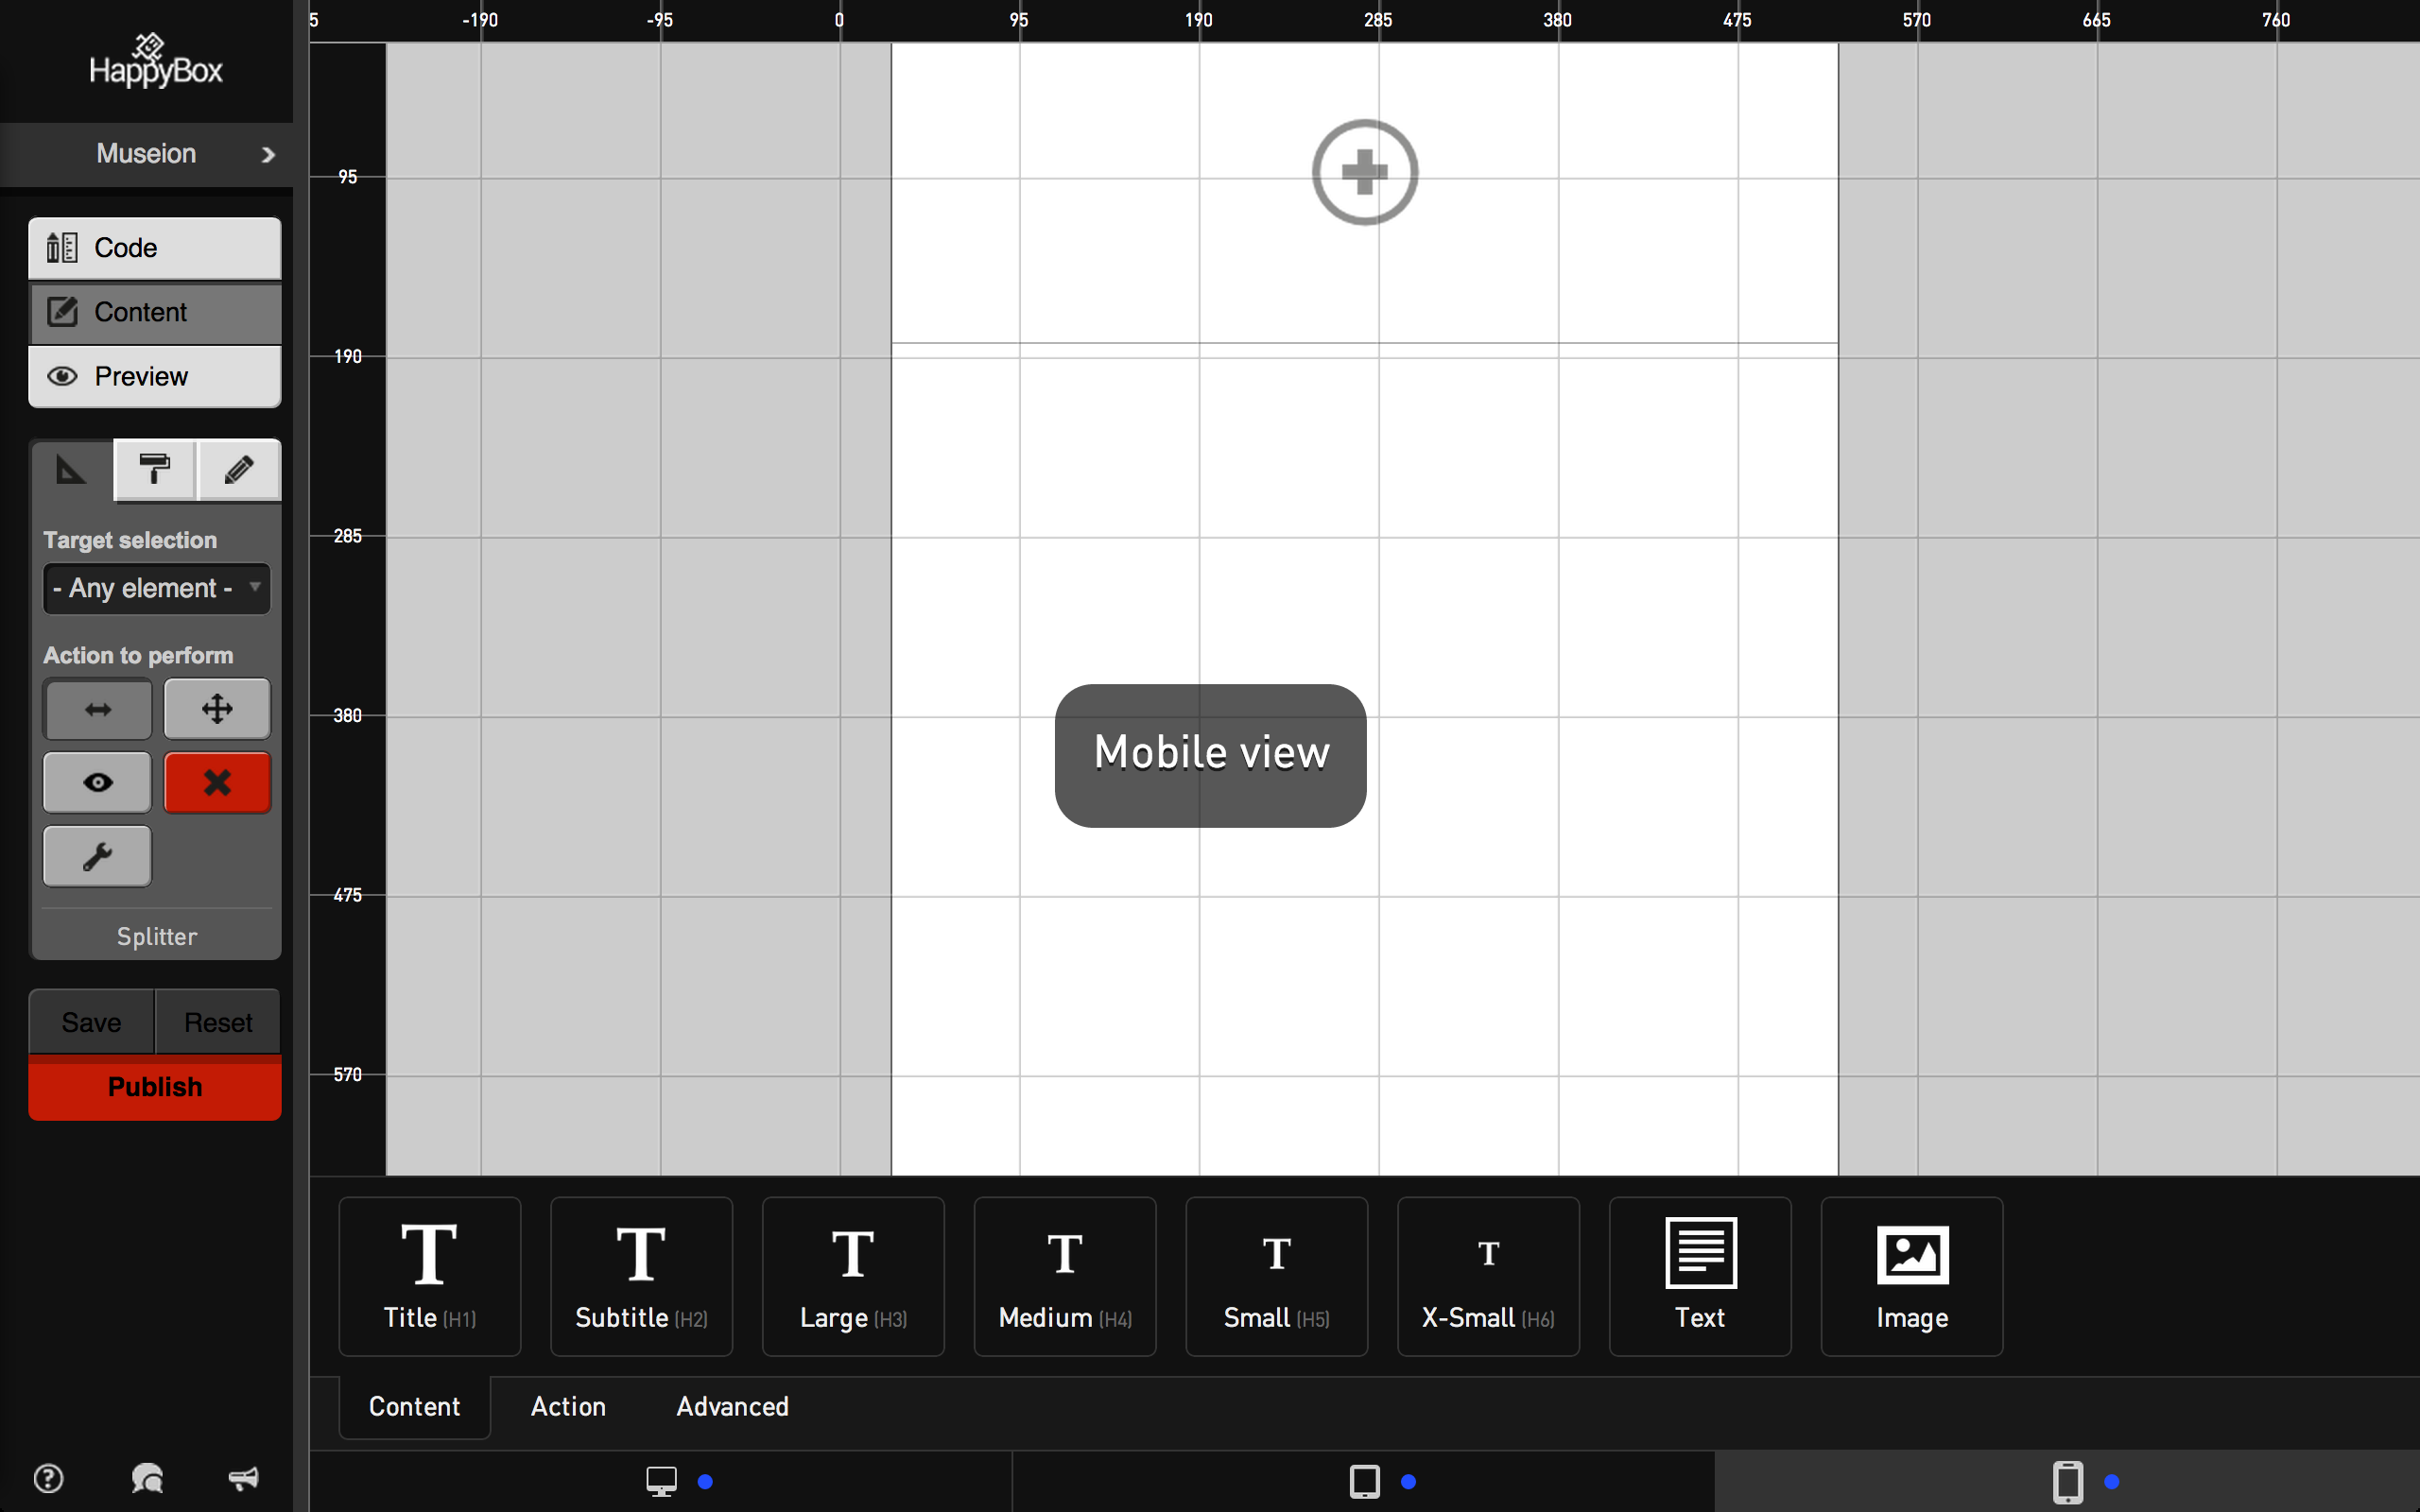 5 -190 -95 0 95 190 285 380 475 570 665 760
HappyBox
Museion
Code
Content
Preview
Target selection
- Any element -
Action to perform
Splitter
Save Reset
Publish
95
190
285
380
475
570
Mobile view
T T T T T T
Title (H1) Subtitle (H2) Large (H3) Medium (H4) Small (H5) X-Small (H6) Text Image
Content Action Advanced